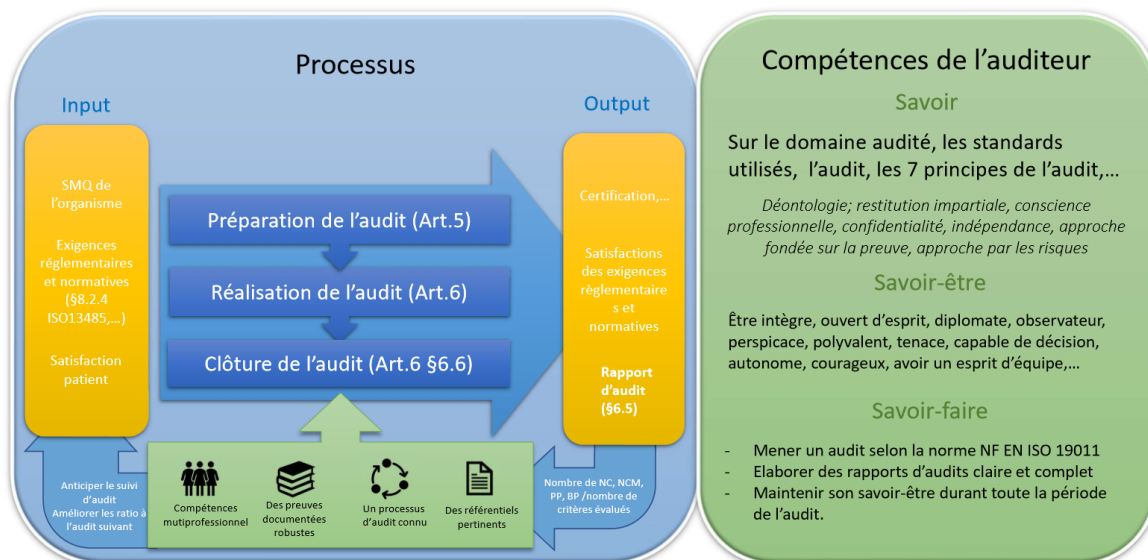 Processus
Input
SMQ de
l'organisme
Exigences
réglementaires
et normatives
(§8.2.4
ISO13485,...)
Satisfaction
patient
Préparation de l'audit (Art.5)
Réalisation de l'audit (Art.6)
Clôture de l'audit (Art.6 §6.6)
Output
Certification,...
Satisfactions
des exigences
règlementaire
s et
normatives
Rapport
d'audit
(§6.5)
Anticiper le suivi
d'audit
Améliorer les ratio à
l'audit suivant
Compétences
mutiprofessionnel
Des preuves
documentées
robustes
Un processus
d'audit connu
Des référentiels
pertinents
Nombre de NC, NCM,
PP, BP /nombre de
critères évalués
Compétences de l'auditeur
Savoir
Sur le domaine audité, les standards
utilisés, l'audit, les 7 principes de l'audit,...
Déontologie; restitution impartiale, conscience
professionnelle, confidentialité, indépendance, approche
fondée sur la preuve, approche par les risques
Savoir-être
Être intègre, ouvert d'esprit, diplomate, observateur,
perspicace, polyvalent, tenace, capable de décision,
autonome, courageux, avoir un esprit d'équipe,...
Savoir-faire
- Mener un audit selon la norme NF EN ISO 19011
- Elaborer des rapports d'audits claire et complet
- Maintenir son savoir-être durant toute la période
de l'audit.